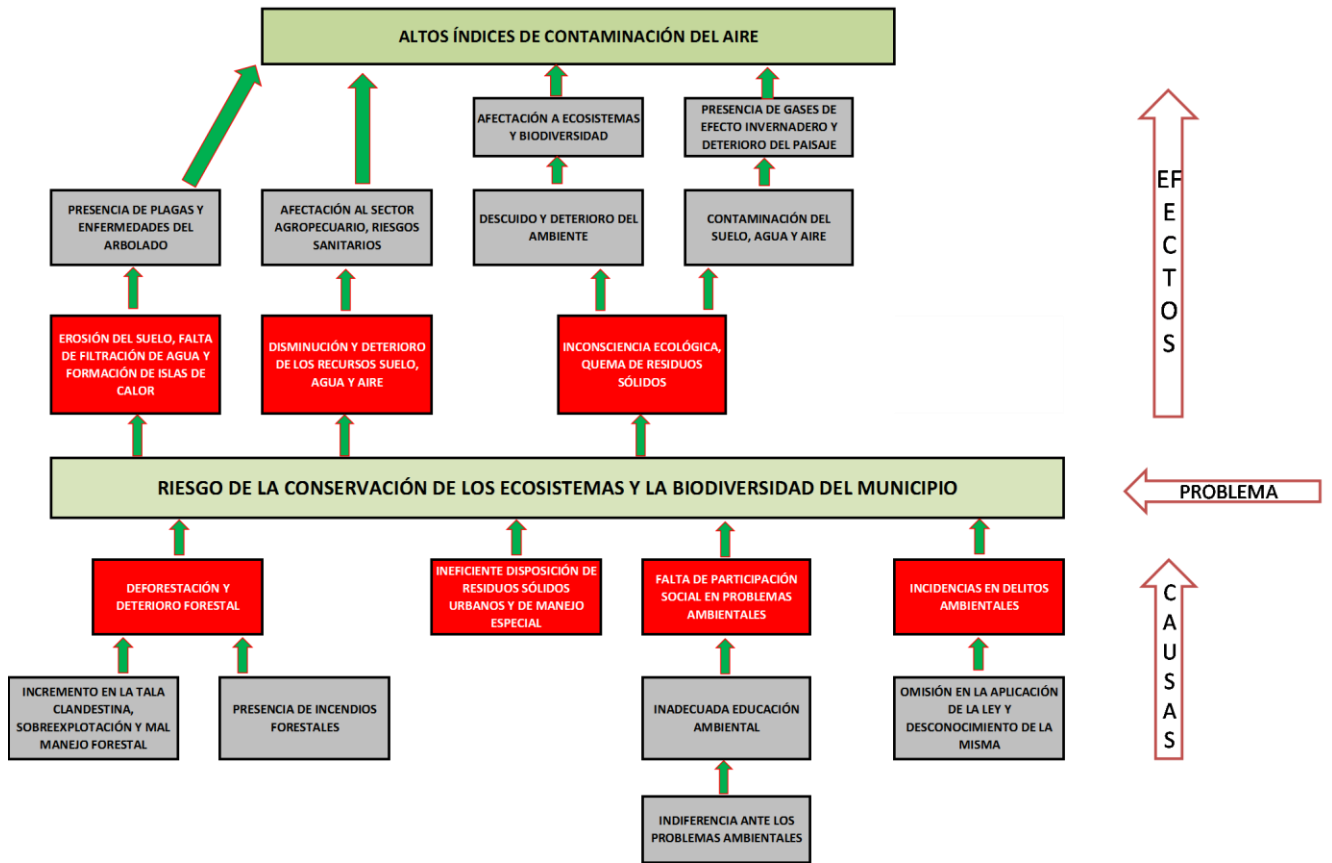 ALTOS ÍNDICES DE CONTAMINACIÓN DEL AIRE
AFECTACIÓN A ECOSISTEMAS
Y BIODIVERSIDAD
PRESENCIA DE GASES DE
EFECTO INVERNADERO Y
DETERIORO DEL PAISAJE
PRESENCIA DE PLAGAS Y
ENFERMEDADES DEL
ARBOLADO
AFECTACIÓN AL SECTOR
AGROPECUARIO, RIESGOS
SANITARIOS
DESCUIDO Y DETERIORO DEL
AMBIENTE
CONTAMINACIÓN DEL
SUELO, AGUA Y AIRE
EROSIÓN DEL SUELO, FALTA
DE FILTRACIÓN DE AGUA Y
FORMACIÓN DE ISLAS DE
CALOR
DISMINUCIÓN Y DETERIORO
DE LOS RECURSOS SUELO,
AGUA Y AIRE
INCONSCIENCIA ECOLÓGICA,
QUEMA DE RESIDUOS
SÓLIDOS
EF
E
C
T
O
S
RIESGO DE LA CONSERVACIÓN DE LOS ECOSISTEMAS Y LA BIODIVERSIDAD DEL MUNICIPIO
PROBLEMA
DEFORESTACIÓN Y
DETERIORO FORESTAL
INEFICIENTE DISPOSICIÓN DE
RESIDUOS SÓLIDOS
URBANOS Y DE MANEJO
ESPECIAL
FALTA DE PARTICIPACIÓN
SOCIAL EN PROBLEMAS
AMBIENTALES
INCIDENCIAS EN DELITOS
AMBIENTALES
INCREMENTO EN LA TALA
CLANDESTINA,
SOBREEXPLOTACIÓN Y MAL
MANEJO FORESTAL
PRESENCIA DE INCENDIOS
FORESTALES
INADECUADA EDUCACIÓN
AMBIENTAL
OMISIÓN EN LA APLICACIÓN
DE LA LEY Y
DESCONOCIMIENTO DE LA
MISMA
INDIFERENCIA ANTE LOS
PROBLEMAS AMBIENTALES
C
A
U
S
A
S